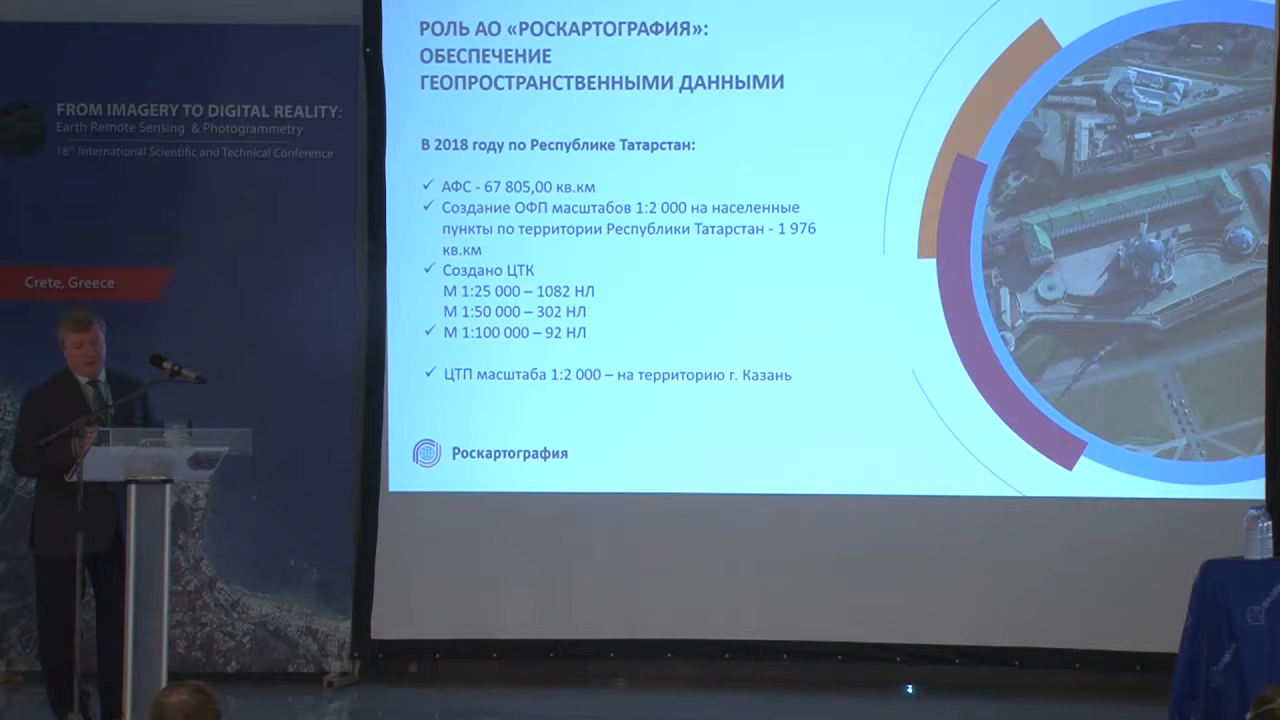 FROM IMAGERY TO DIGITAL REALITY:
Earth Remote Sensing & Photogrammetry
18th International Scientific and Technical Conference
Crete, Greece
РОЛЬ АО «РОСКАРТОГРАФИЯ»:
ОБЕСПЕЧЕНИЕ
ГЕОПРОСТРАНСТВЕННЫМИ ДАННЫМИ
В 2018 году по Республике Татарстан:
✓ АФС - 67 805,00 кв.км
✓ Создание ОФП масштабов 1:2 000 на населенные
пункты по территории Республики Татарстан - 1 976
кв.км
✓ Создано ЦТК
М 1:25 000 – 1082 НЛ
М 1:50 000 – 302 НЛ
✓ М 1:100 000 – 92 НЛ
✓ ЦТП масштаба 1:2 000 – на территорию г. Казань
Роскартография